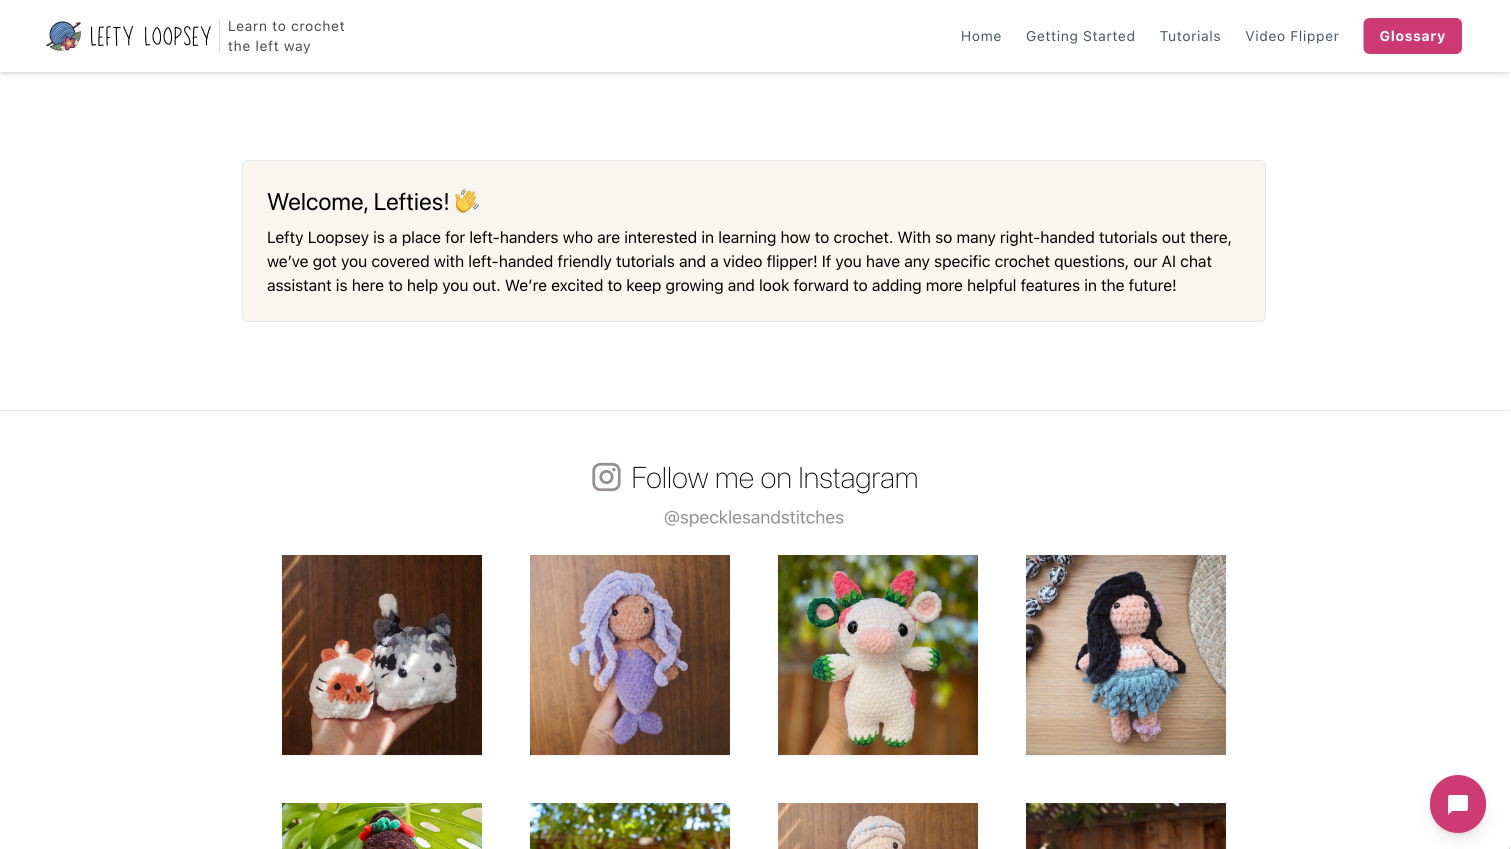 LEFTY LOOPSEY
Learn to crochet
the left way
Home
Getting Started
Tutorials
Video Flipper
Glossary
Welcome, Lefties! 👋
Lefty Loopsey is a place for left-handers who are interested in learning how to crochet. With so many right-handed tutorials out there,
we’ve got you covered with left-handed friendly tutorials and a video flipper! If you have any specific crochet questions, our AI chat
assistant is here to help you out. We’re excited to keep growing and look forward to adding more helpful features in the future!
Follow me on Instagram
@specklesandstitches